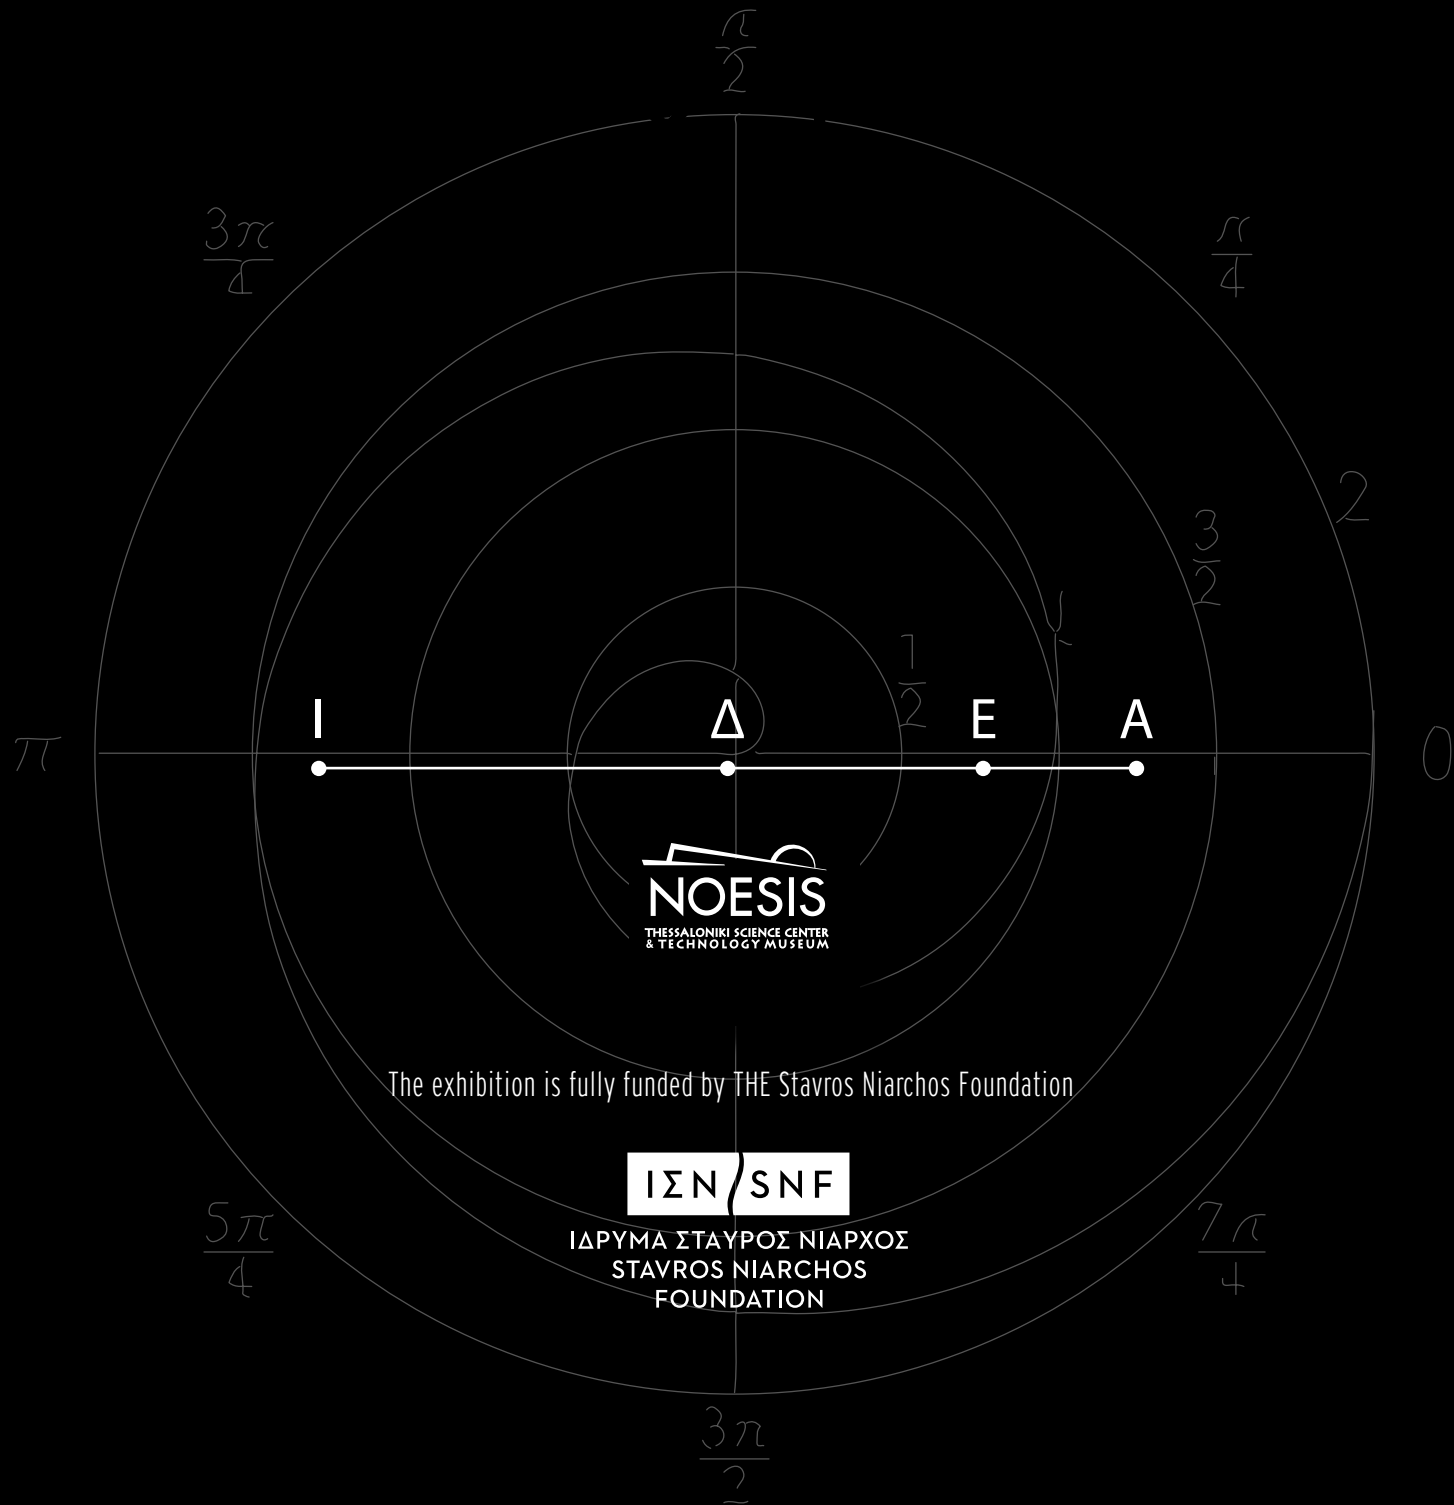 π
2
3π
4
π
4
2
3
2
1
2
Ι Δ Ε Α
π
0
NOESIS
THESSALONIKI SCIENCE CENTER
& TECHNOLOGY MUSEUM
The exhibition is fully funded by THE Stavros Niarchos Foundation
ΙΣΝ SNF
ΙΔΡΥΜΑ ΣΤΑΥΡΟΣ ΝΙΑΡΧΟΣ
STAVROS NIARCHOS
FOUNDATION
5π
4
7π
4
3π
2